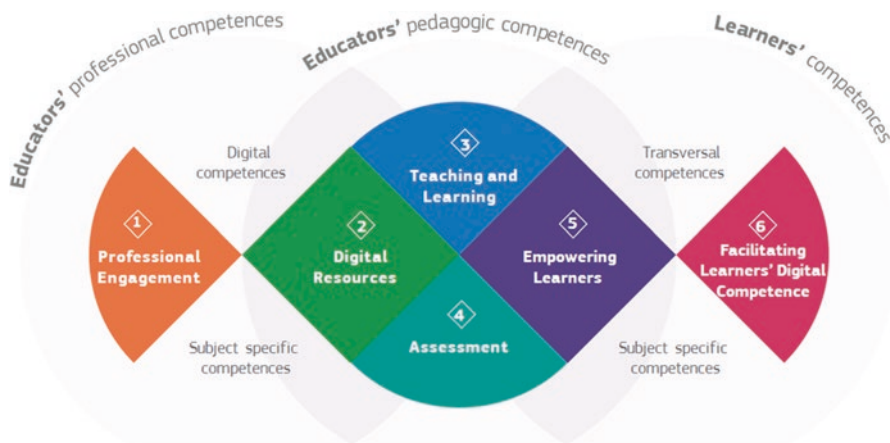 Educators' professional competences
Educators' pedagogic competences
Learners' competences
Digital
competences
Transversal
competences
1
Professional
Engagement
2
Digital
Resources
3
Teaching and
Learning
4
Assessment
5
Empowering
Learners
6
Facilitating
Learners' Digital
Competence
Subject specific
competences
Subject specific
competences